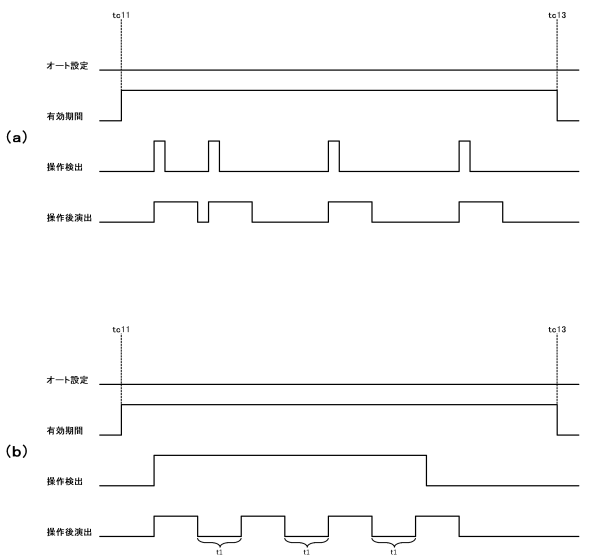 tc11 tc13
オート設定
有効期間
(a)
操作検出
操作後演出
tc11 tc13
オート設定
有効期間
(b)
操作検出
操作後演出
t1 t1 t1